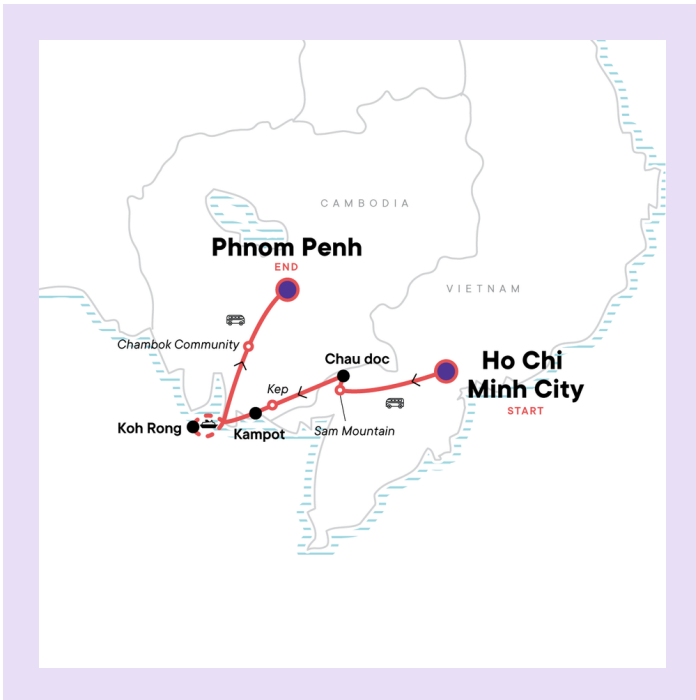 CAMBODIA
Phnom Penh
END
VIETNAM
Chambok Community
Chau doc
Ho Chi
Minh City
START
Kep
Koh Rong
Kampot
Sam Mountain